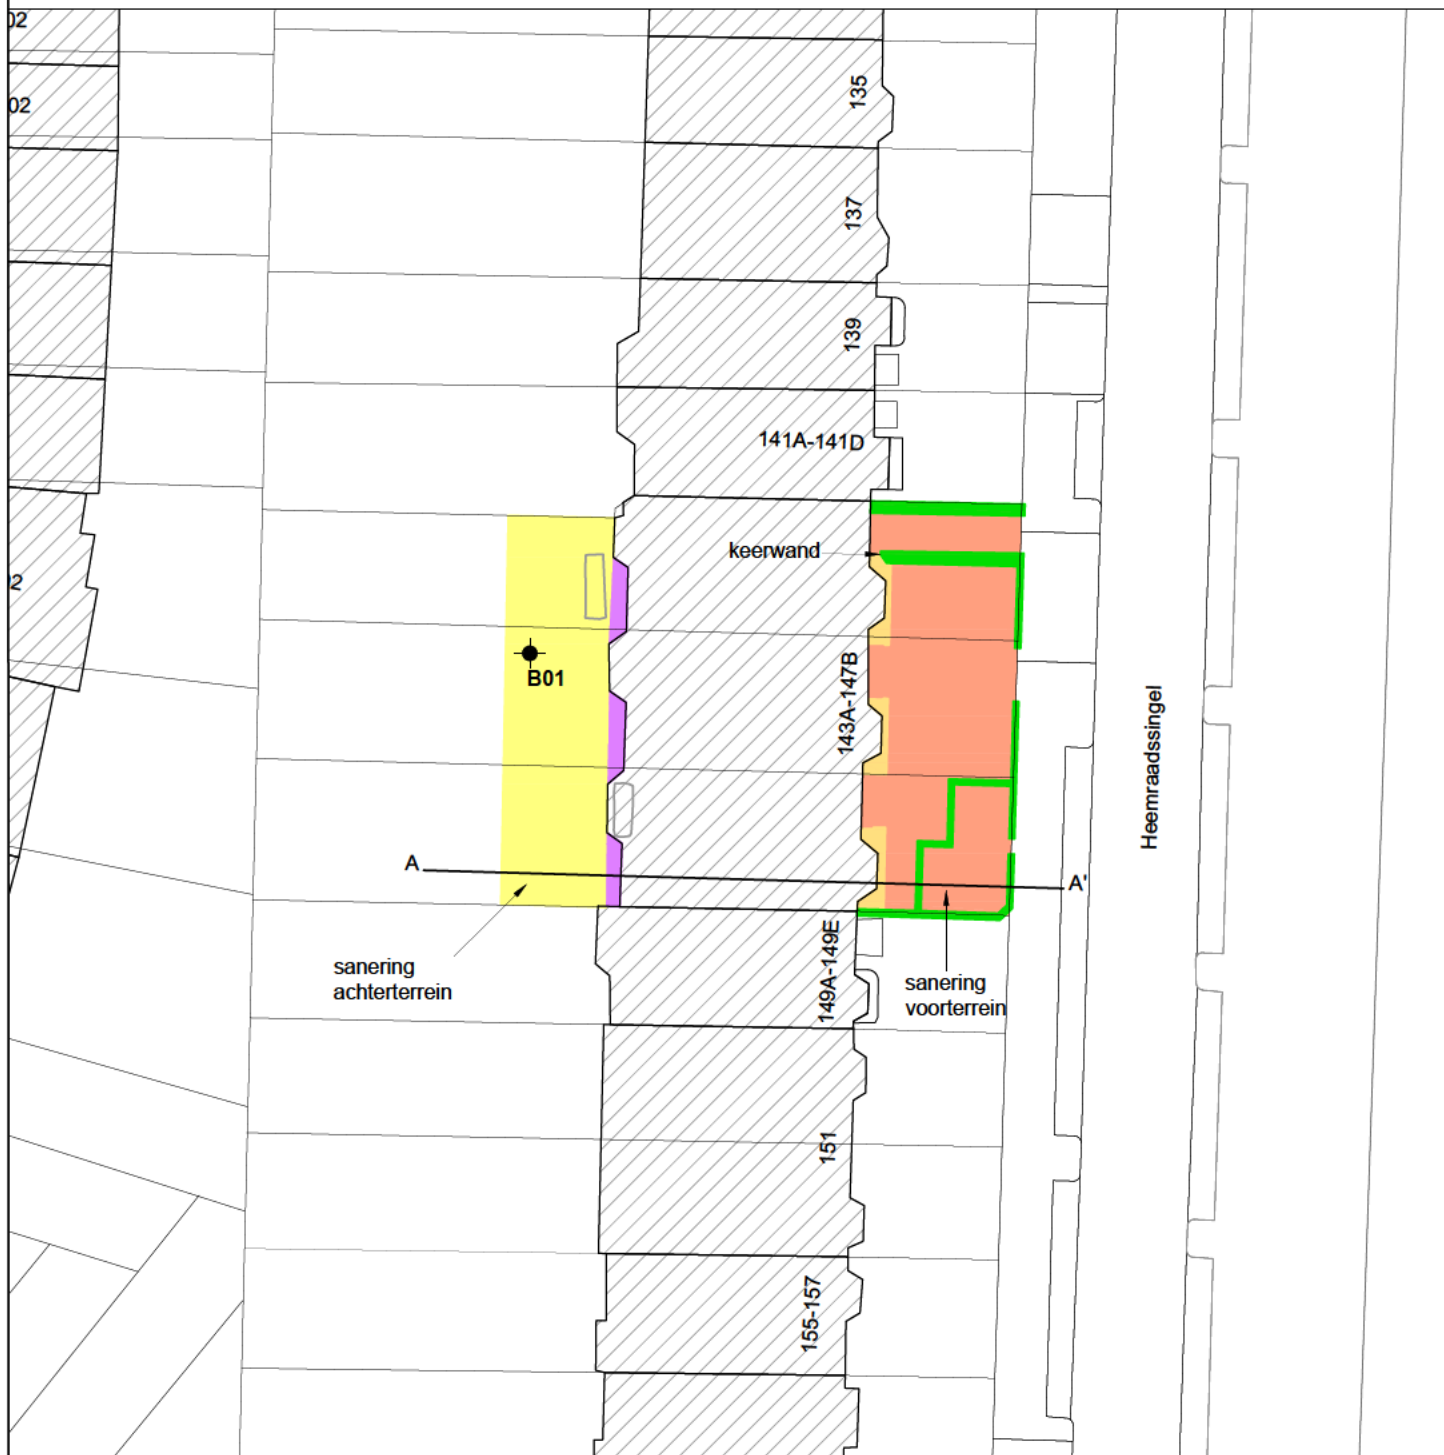 02
02
135
137
139
141A-141D
keerwand
B01
143A-147B
Heemraadssingel
A
A'
149A-149E
sanering
achterterrein
sanering
voorterrein
151
155-157